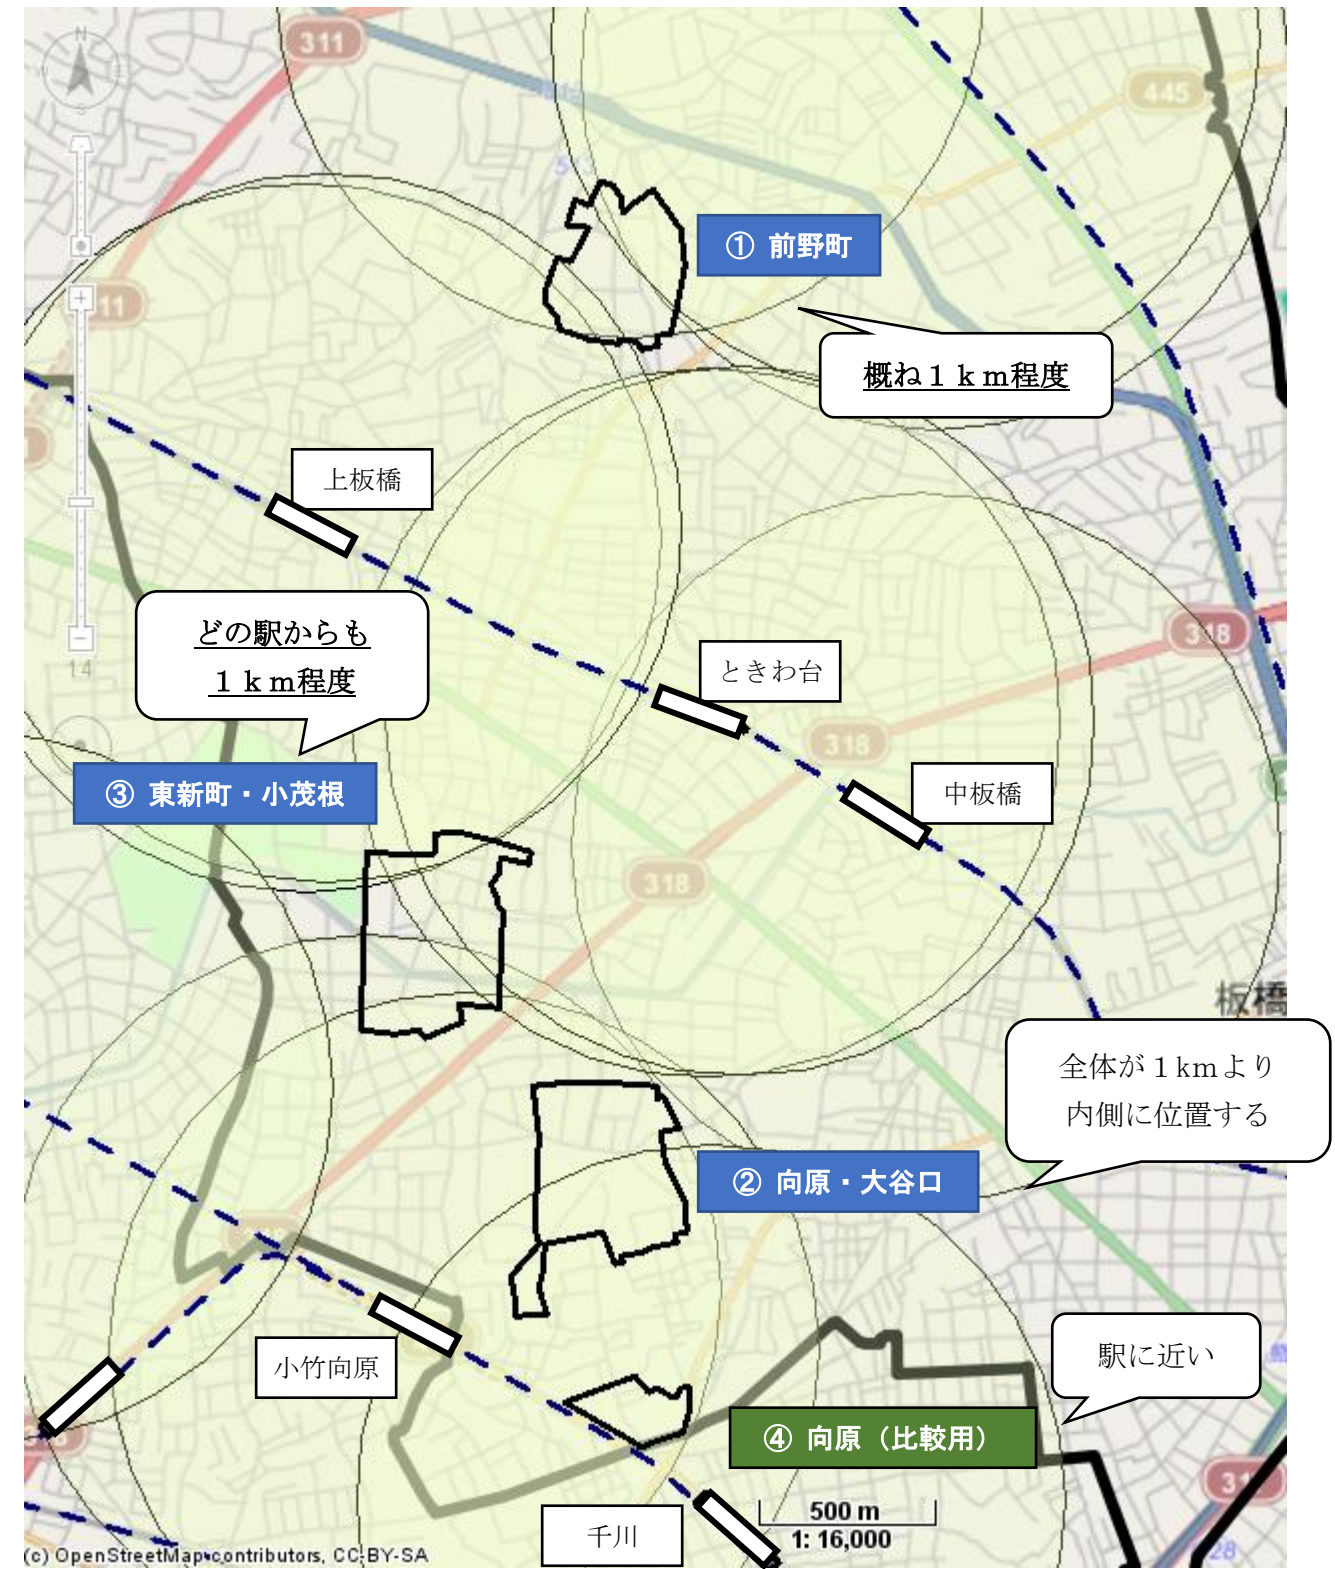 311
N
W
E
S
445
① 前野町
11
概ね１ｋｍ程度
上板橋
どの駅からも
１ｋｍ程度
318
14
ときわ台
318
③ 東新町・小茂根
中板橋
318
板橋
全体が１kmより
内側に位置する
② 向原・大谷口
駅に近い
小竹向原
④ 向原（比較用）
500 m
1: 16,000
千川
(c) OpenStreetMap contributors, CC-BY-SA